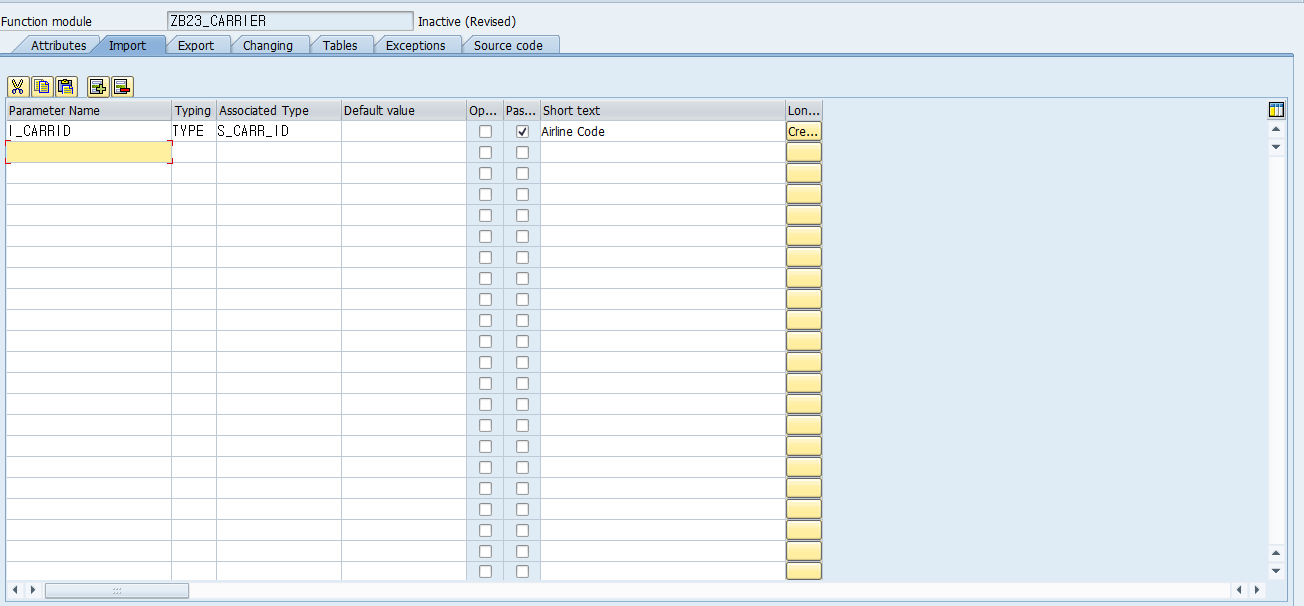 Function module ZB23_CARRIER Inactive (Revised)
Attributes Import Export Changing Tables Exceptions Source code
Parameter Name Typing Associated Type Default value Op... Pas... Short text Lon...
I_CARRID TYPE S_CARR_ID Airline Code Cre...